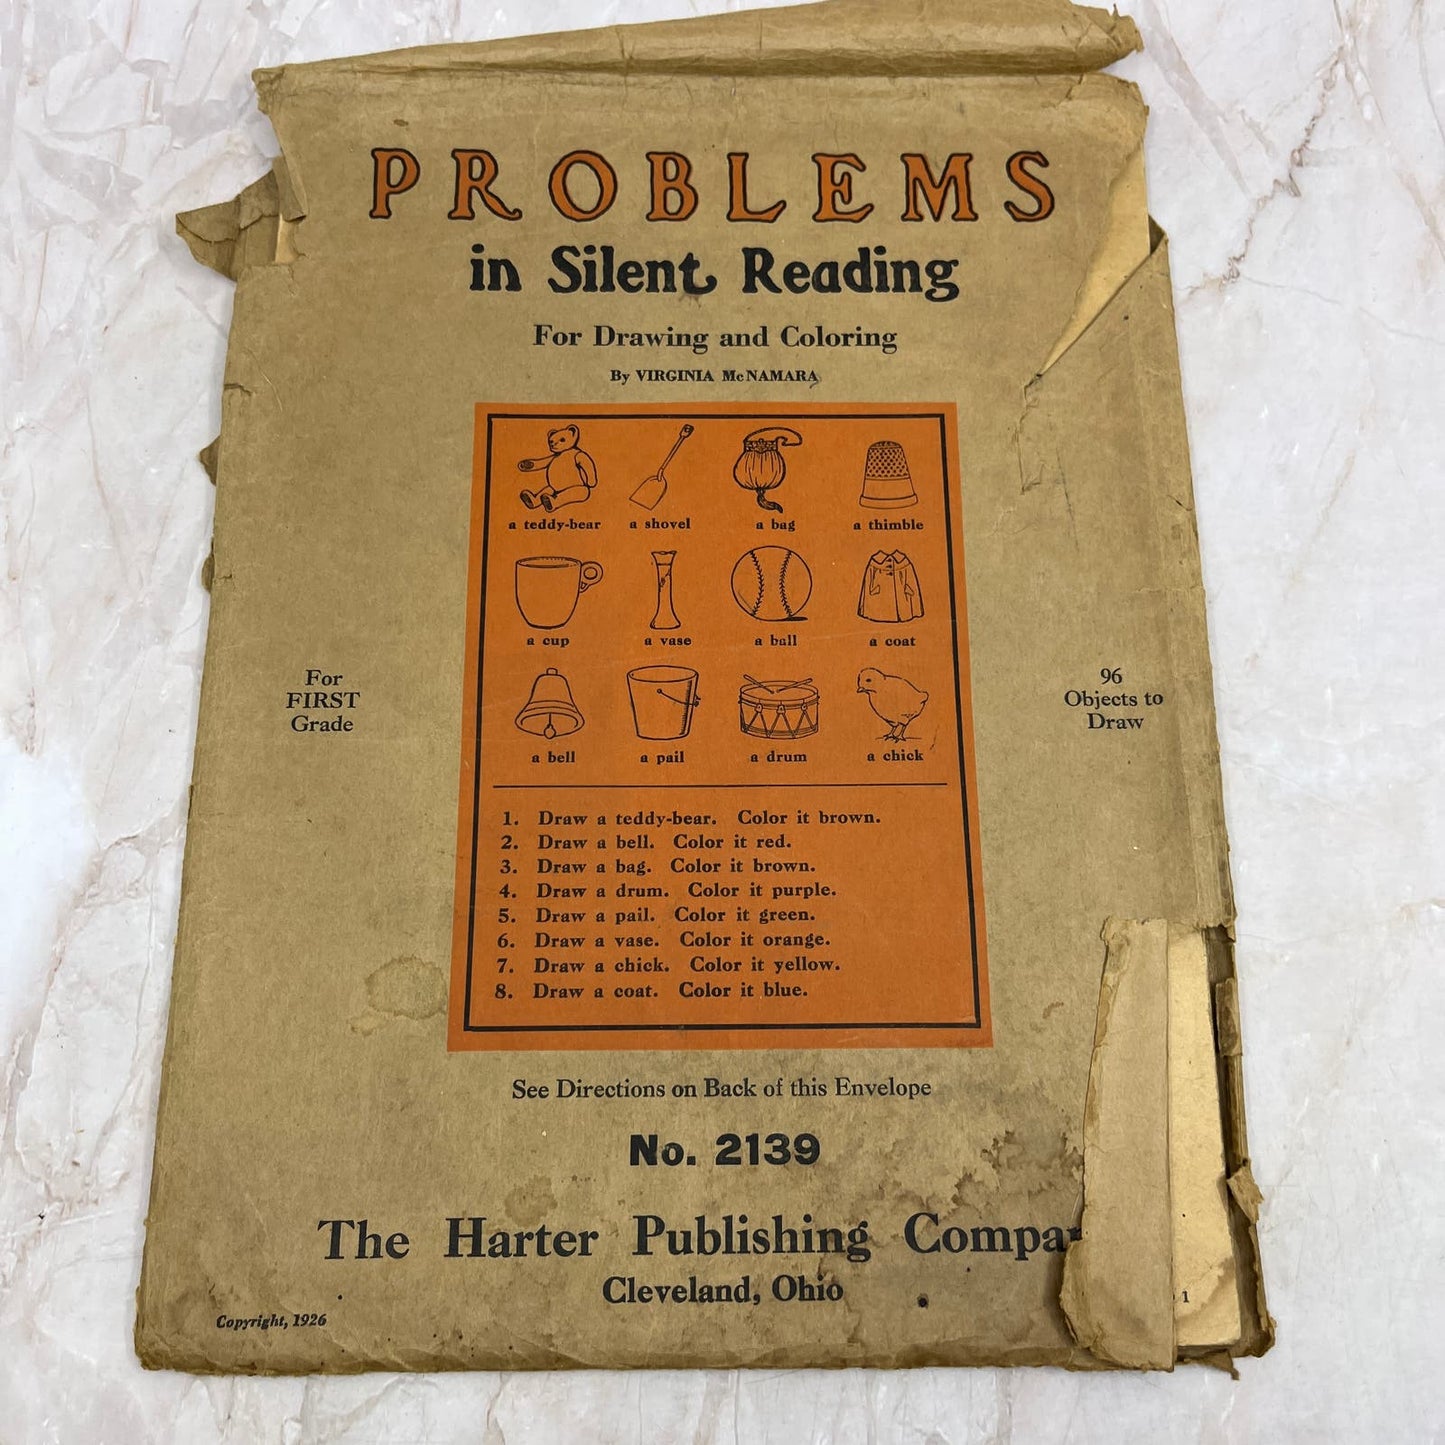 PROBLEMS
in Silent Reading
For Drawing and Coloring
By VIRGINIA McNAMARA
a teddy-bear a shovel a bag a thimble
a cup a vase a ball a coat
a bell a pail a drum a chick
For
FIRST
Grade
96
Objects to
Draw
1. Draw a teddy-bear. Color it brown.
2. Draw a bell. Color it red.
3. Draw a bag. Color it brown.
4. Draw a drum. Color it purple.
5. Draw a pail. Color it green.
6. Draw a vase. Color it orange.
7. Draw a chick. Color it yellow.
8. Draw a coat. Color it blue.
See Directions on Back of this Envelope
No. 2139
The Harter Publishing Compa
Cleveland, Ohio
Copyright, 1926
1